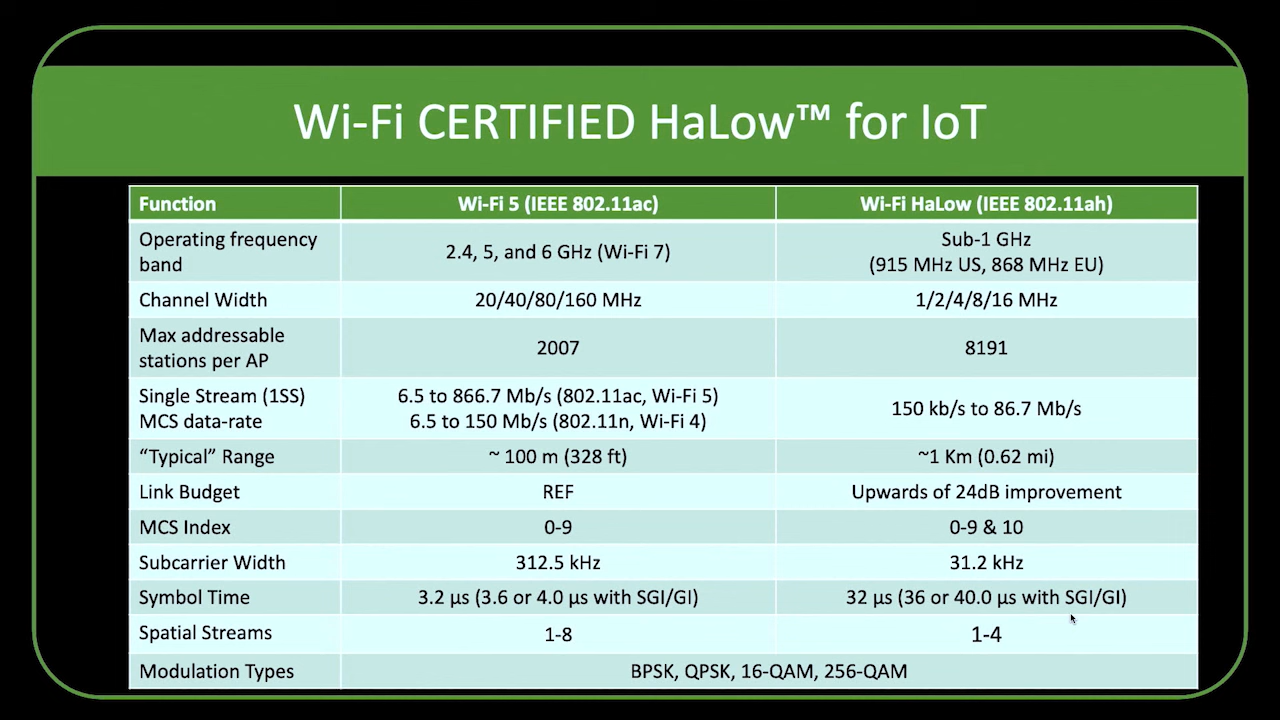 Wi-Fi CERTIFIED HaLow™ for IoT
Function
Wi-Fi 5 (IEEE 802.11ac)
Wi-Fi HaLow (IEEE 802.11ah)
Operating frequency
band
2.4, 5, and 6 GHz (Wi-Fi 7)
Sub-1 GHz
(915 MHz US, 868 MHz EU)
Channel Width
20/40/80/160 MHz
1/2/4/8/16 MHz
Max addressable
stations per AP
2007
8191
Single Stream (1SS)
MCS data-rate
6.5 to 866.7 Mb/s (802.11ac, Wi-Fi 5)
6.5 to 150 Mb/s (802.11n, Wi-Fi 4)
150 kb/s to 86.7 Mb/s
“Typical” Range
~ 100 m (328 ft)
~1 Km (0.62 mi)
Link Budget
REF
Upwards of 24dB improvement
MCS Index
0-9
0-9 & 10
Subcarrier Width
312.5 kHz
31.2 kHz
Symbol Time
3.2 µs (3.6 or 4.0 µs with SGI/GI)
32 µs (36 or 40.0 µs with SGI/GI)
Spatial Streams
1-8
1-4
Modulation Types
BPSK, QPSK, 16-QAM, 256-QAM